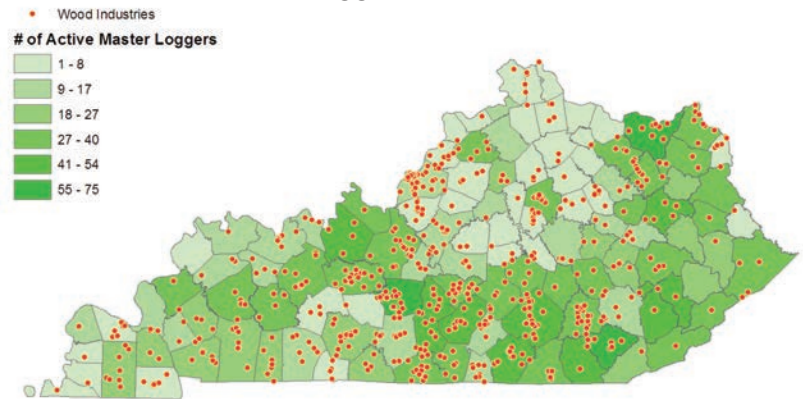 Wood Industries
# of Active Master Loggers
1 - 8
9 - 17
18 - 27
27 - 40
41 - 54
55 - 75